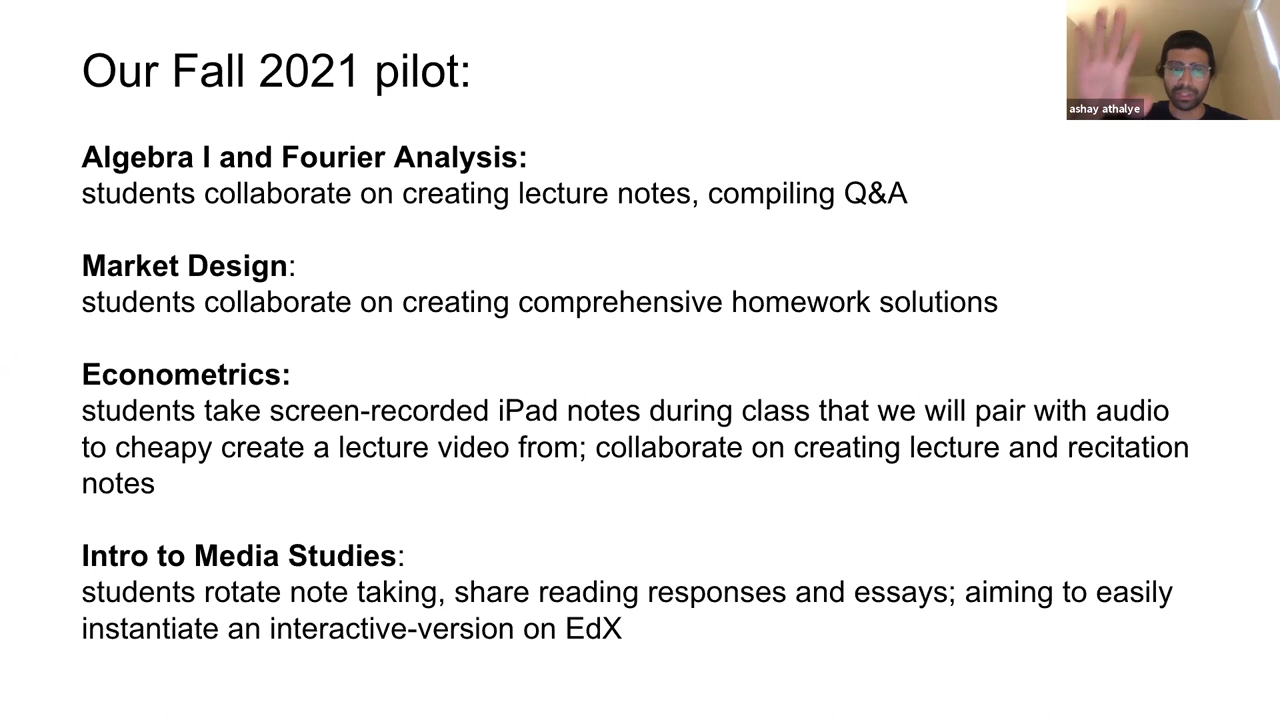 Our Fall 2021 pilot:
ashay athalye
Algebra I and Fourier Analysis:
students collaborate on creating lecture notes, compiling Q&A
Market Design:
students collaborate on creating comprehensive homework solutions
Econometrics:
students take screen-recorded iPad notes during class that we will pair with audio
to cheapy create a lecture video from; collaborate on creating lecture and recitation
notes
Intro to Media Studies:
students rotate note taking, share reading responses and essays; aiming to easily
instantiate an interactive-version on EdX